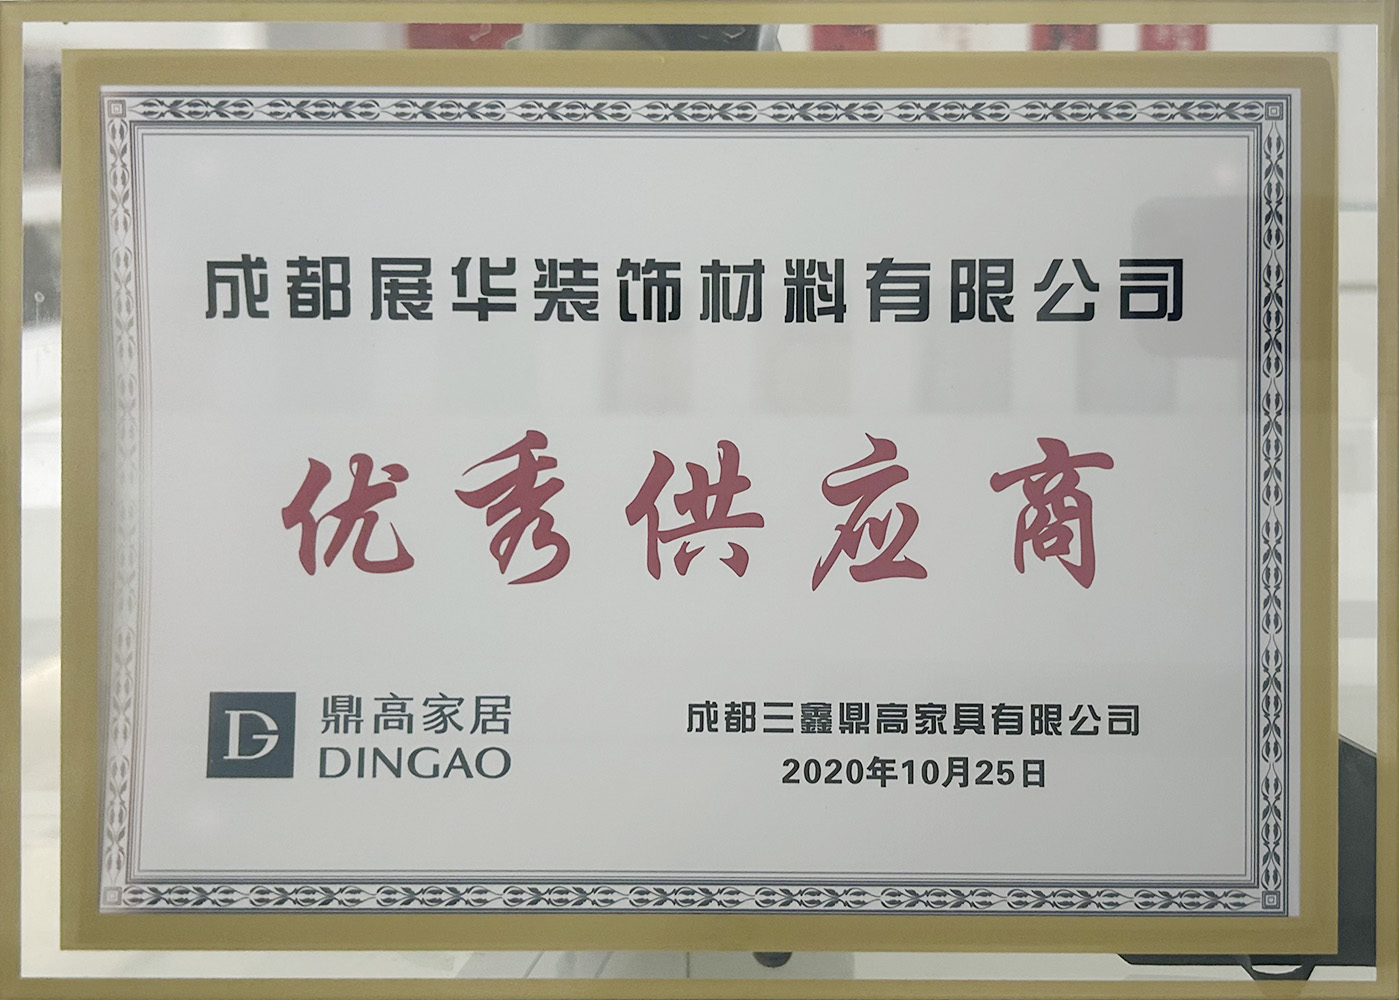 成都展华装饰材料有限公司
优秀供应商
DG
鼎高家居
DINGAO
成都三鑫鼎高家具有限公司
2020年10月25日